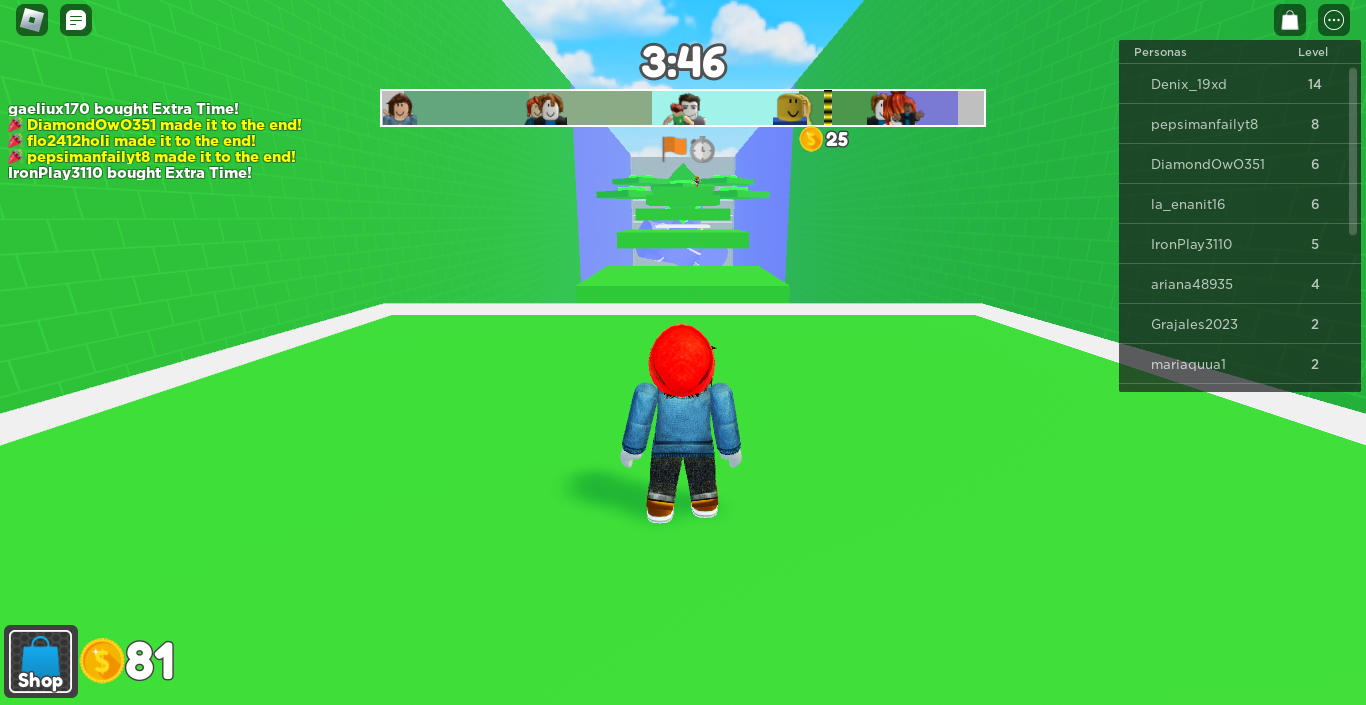 3:46
gaeliux170 bought Extra Time!
🎉 DiamondOwO351 made it to the end!
🎉 flo2412holi made it to the end!
🎉 pepsimanfailyt8 made it to the end!
IronPlay3110 bought Extra Time!
25
Personas Level
Denix_19xd 14
pepsimanfailyt8 8
DiamondOwO351 6
la_enanit16 6
IronPlay3110 5
ariana48935 4
Grajales2023 2
mariaquua1 2
Shop
81